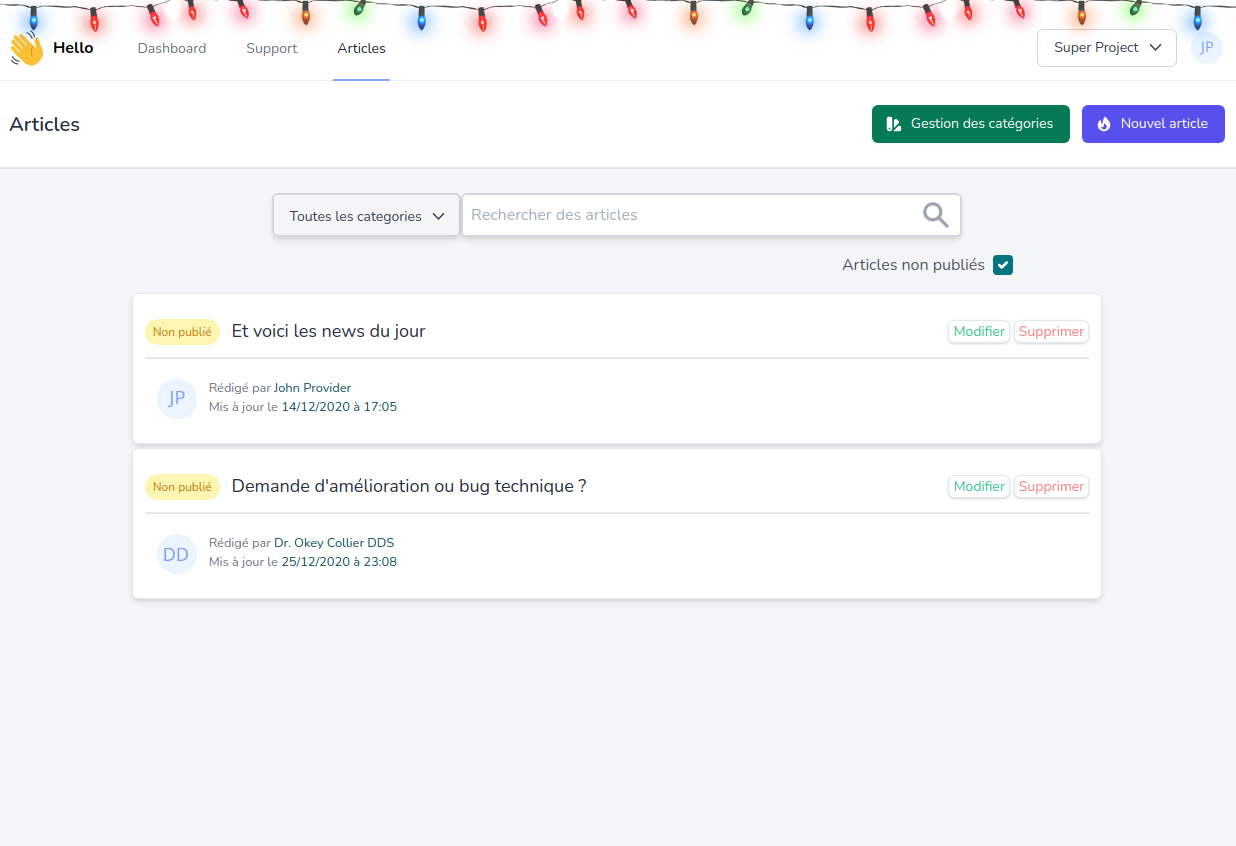 Hello
Dashboard
Support
Articles
Super Project
JP
Articles
Gestion des catégories
Nouvel article
Toutes les categories
Rechercher des articles
Articles non publiés
Non publié
Et voici les news du jour
Modifier
Supprimer
JP
Rédigé par John Provider
Mis à jour le 14/12/2020 à 17:05
Non publié
Demande d'amélioration ou bug technique ?
Modifier
Supprimer
DD
Rédigé par Dr. Okey Collier DDS
Mis à jour le 25/12/2020 à 23:08